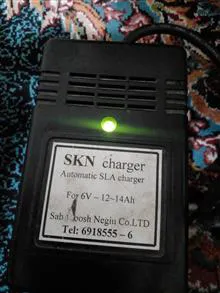 SKN charger
Automatic SLA charger
For 6V - 12~14Ah
Negin Co.LTD
Tel: 6918555 - 6